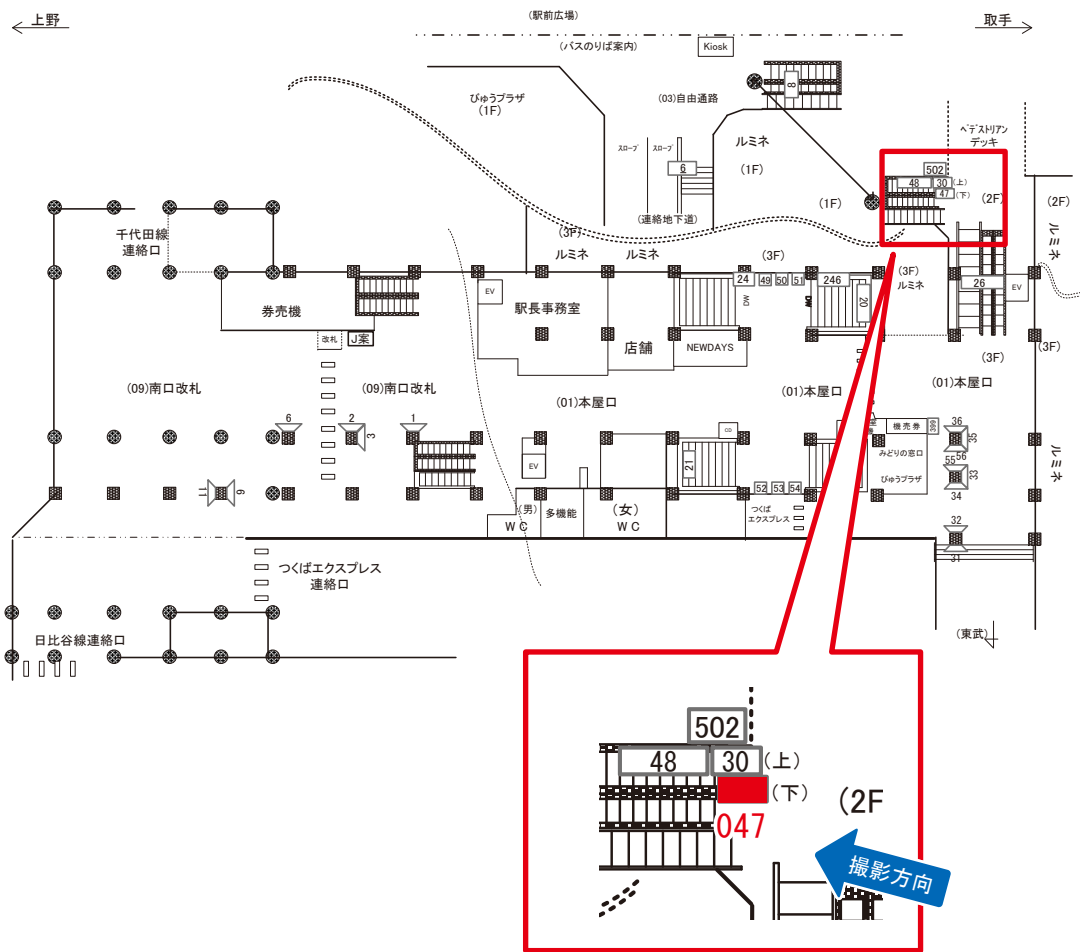 上野
(駅前広場)
取手
(バスのりば案内)
Kiosk
びゅうプラザ
(1F)
(03)自由通路
8
ルミネ
(1F)
スロープ
スロープ
6
(連絡地下道)
ペデストリアン
デッキ
502
48
30
(上)
47
(下)
(1F)
(2F)
(2F)
ルミネ
千代田線
連絡口
(3F)
ルミネ
ルミネ
(3F)
(3F)
ルミネ
券売機
EV
駅長事務室
24
49
50
51
246
20
DW
DW
26
EV
改札
J案
店舗
NEWDAYS
(3F)
(3F)
(09)南口改札
(09)南口改札
(01)本屋口
(01)本屋口
(01)本屋口
6
2
3
1
CD
機売券
399
36
35
みどりの窓口
55
56
33
びゅうプラザ
34
ルミネ
EV
21
11
9
52
53
54
(男)
WC
多機能
(女)
WC
つくば
エクスプレス
32
31
つくばエクスプレス
連絡口
日比谷線連絡口
(東武)
502
48
30
(上)
(下)
(2F
047
撮影方向